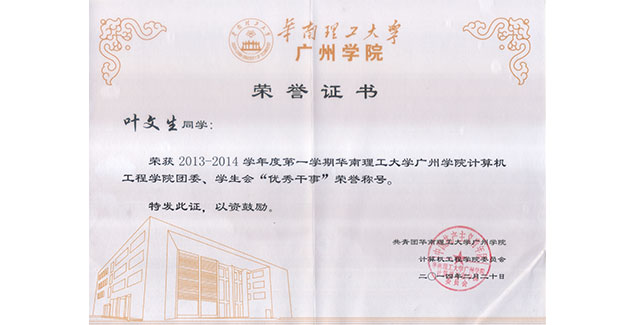 华南理工大学
广州学院
荣誉证书
叶文生同学：
荣获 2013-2014 学年度第一学期华南理工大学广州学院计算机
工程学院团委、学生会“优秀干事”荣誉称号。
特发此证，以资鼓励。
共青团华南理工大学广州学院
计算机工程学院委员会
二〇一四年二月二十日